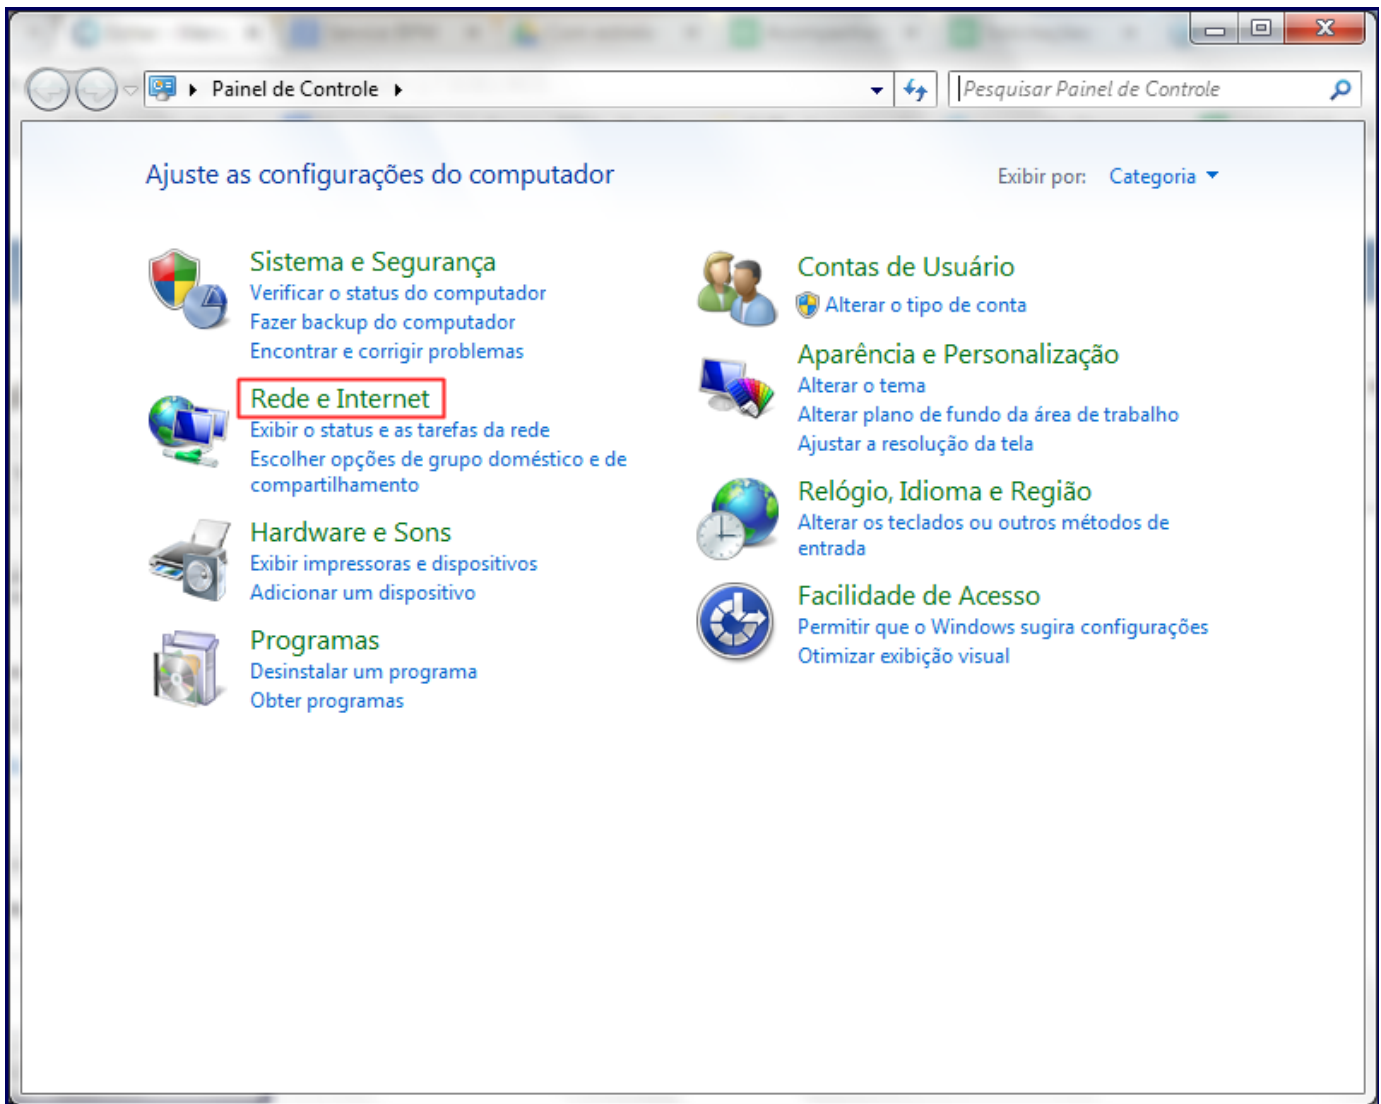 Painel de Controle
Pesquisar Painel de Controle
Ajuste as configurações do computador
Exibir por: Categoria
Sistema e Segurança
Verificar o status do computador
Fazer backup do computador
Encontrar e corrigir problemas
Rede e Internet
Exibir o status e as tarefas da rede
Escolher opções de grupo doméstico e de
compartilhamento
Hardware e Sons
Exibir impressoras e dispositivos
Adicionar um dispositivo
Programas
Desinstalar um programa
Obter programas
Contas de Usuário
Alterar o tipo de conta
Aparência e Personalização
Alterar o tema
Alterar plano de fundo da área de trabalho
Ajustar a resolução da tela
Relógio, Idioma e Região
Alterar os teclados ou outros métodos de
entrada
Facilidade de Acesso
Permitir que o Windows sugira configurações
Otimizar exibição visual